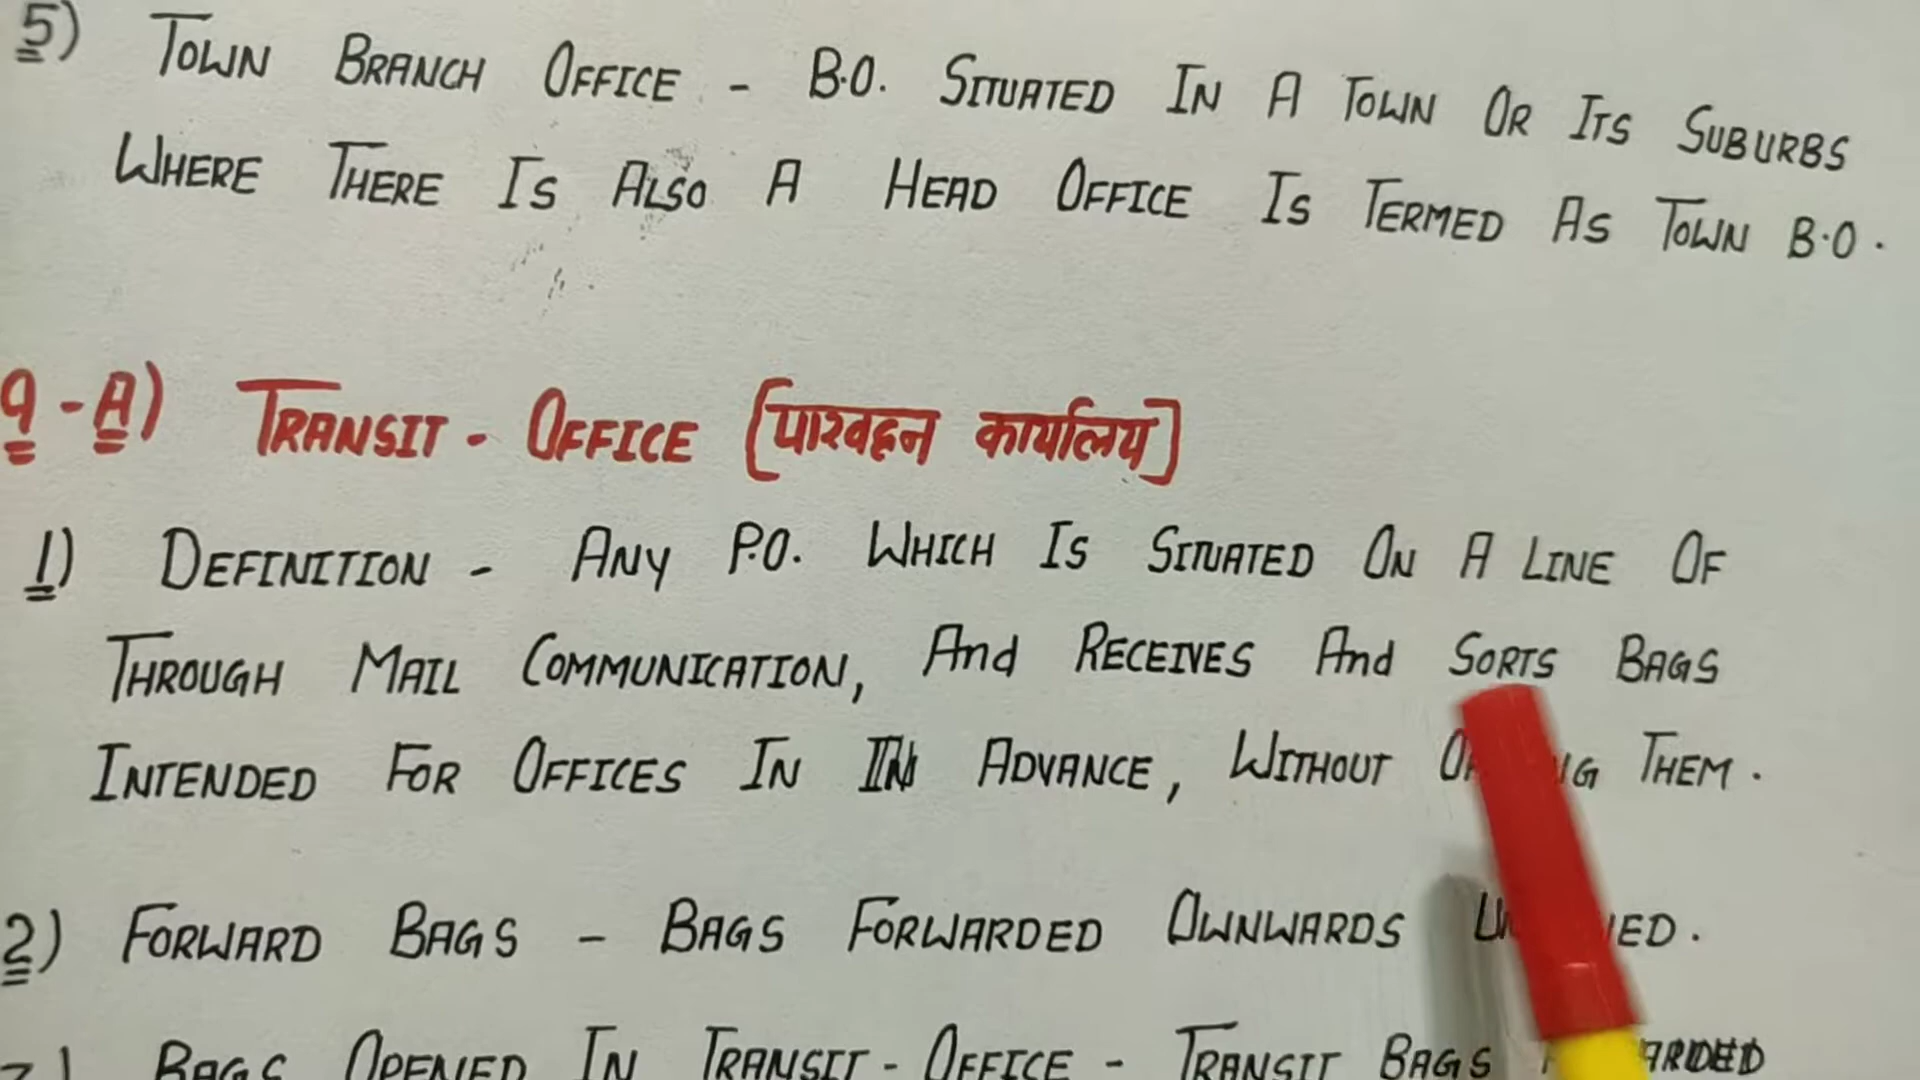 5) TOWN BRANCH OFFICE - B.O. SITUATED IN A TOWN OR ITS SUBURBS
WHERE THERE IS ALSO A HEAD OFFICE IS TERMED AS TOWN B.O.
9-A) TRANSIT - OFFICE [पारवहन कार्यालय]
1) DEFINITION - ANY P.O. WHICH IS SITUATED ON A LINE OF
THROUGH MAIL COMMUNICATION, And RECEIVES And SORTS BAGS
INTENDED FOR OFFICES IN ADVANCE, WITHOUT THEM.
2) FORWARD BAGS - BAGS FORWARDED OWNWARDS
BAGS OPENED IN TRANSIT - OFFICE - TRANSIT BAGS